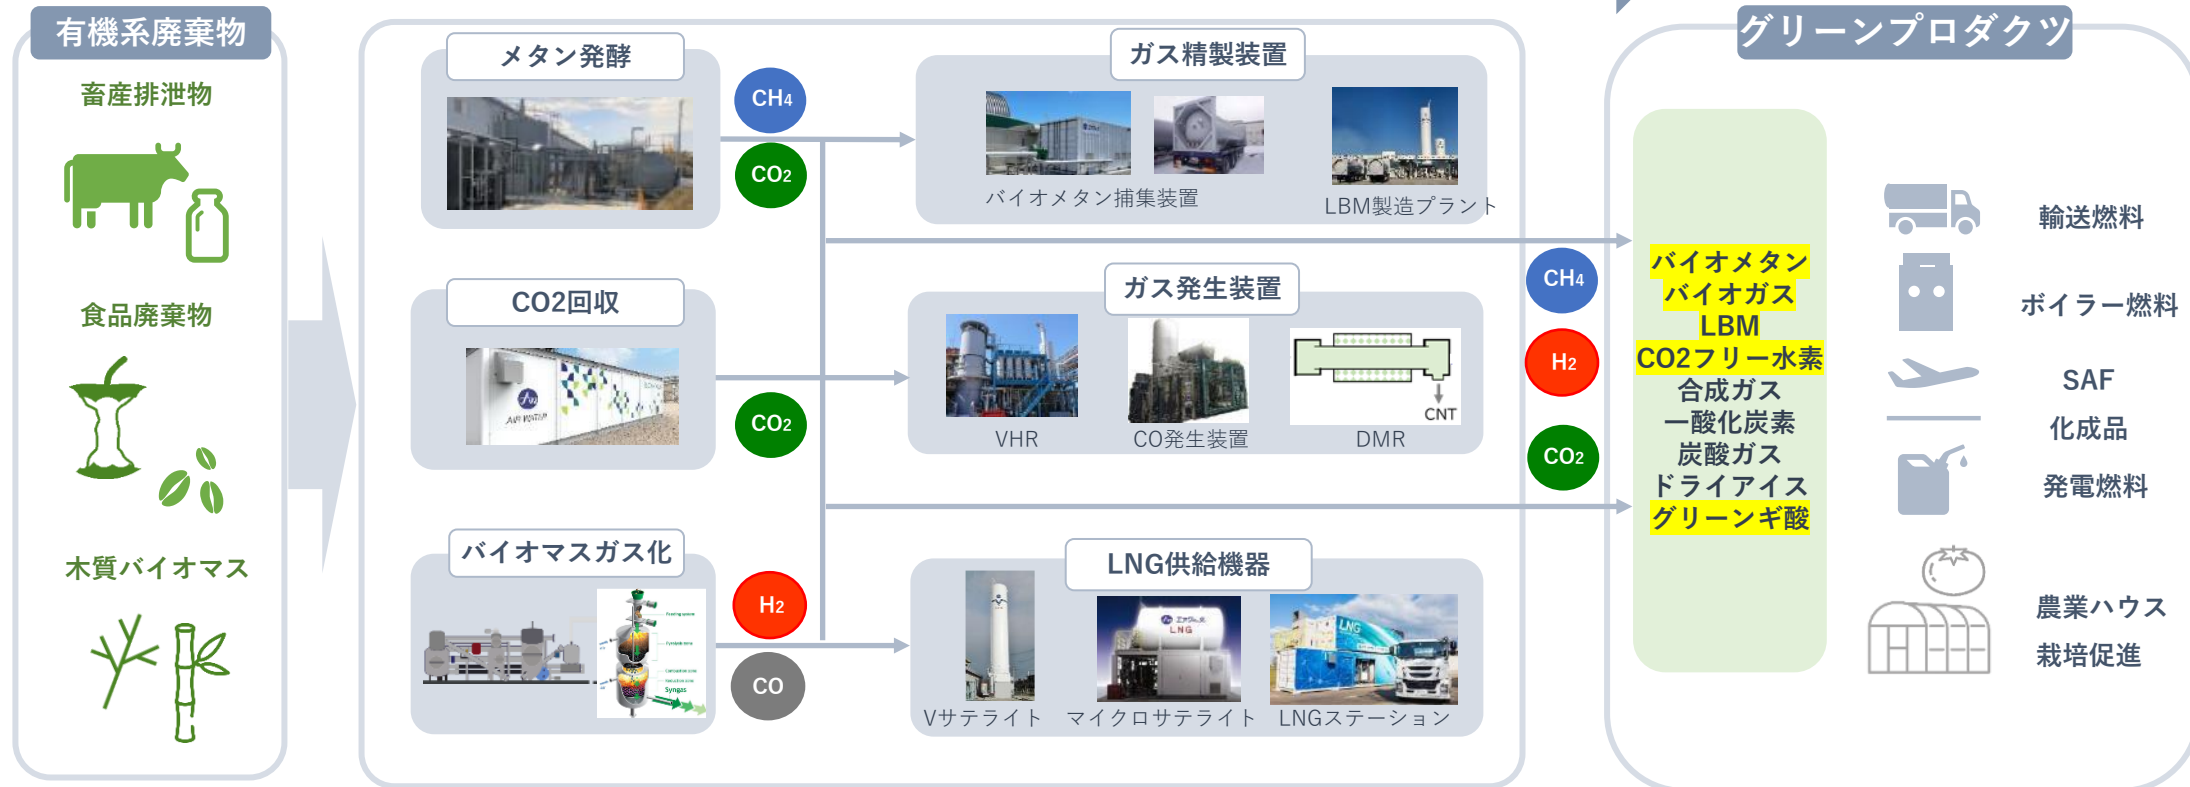 有機系廃棄物
畜産排泄物
食品廃棄物
木質バイオマス
メタン発酵
CH4
CO2
CO2回収
AIR WATER
CO2
バイオマスガス化
Syngas
H2
CO
ガス精製装置
バイオメタン捕集装置
LBM製造プラント
ガス発生装置
CNT
VHR
CO発生装置
DMR
LNG供給機器
LNG
LNG
Vサテライト
マイクロサテライト
LNGステーション
CH4
H2
CO2
グリーンプロダクツ
バイオメタン
バイオガス
LBM
CO2フリー水素
合成ガス
一酸化炭素
炭酸ガス
ドライアイス
グリーンギ酸
輸送燃料
ボイラー燃料
SAF
化成品
発電燃料
農業ハウス
栽培促進